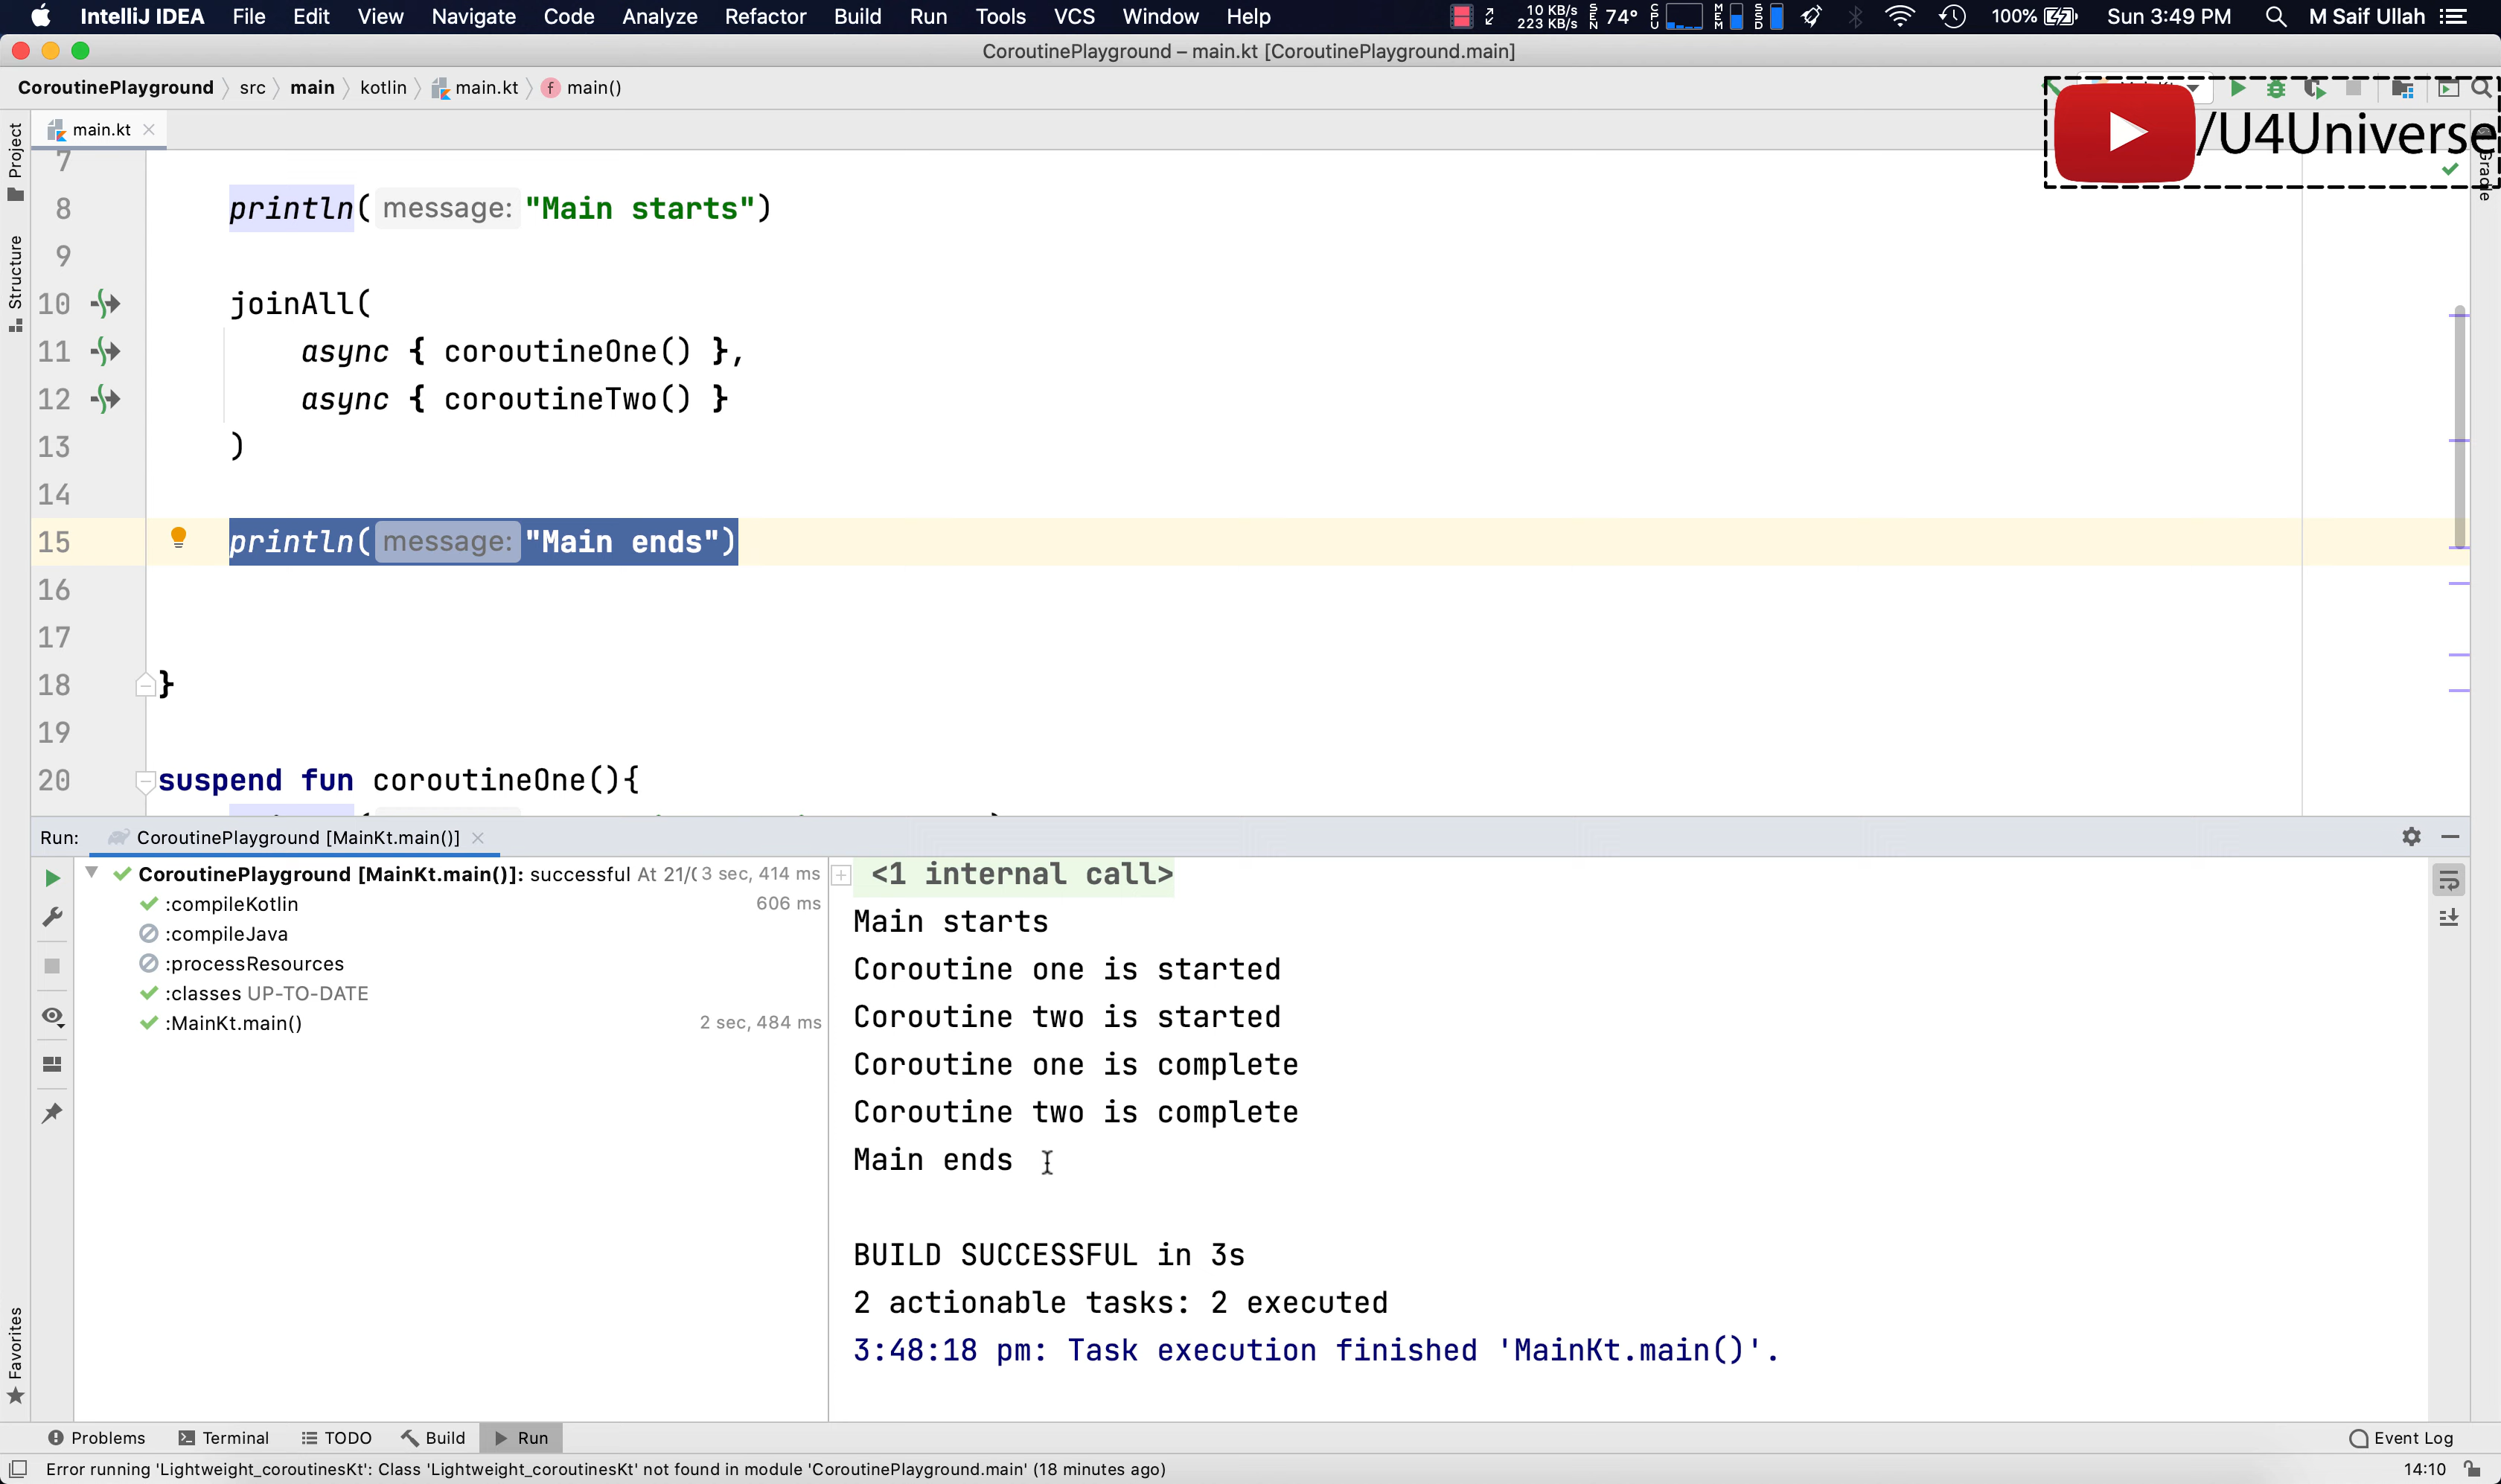 IntelliJ IDEA File Edit View Navigate Code Analyze Refactor Build Run Tools VCS Window Help 10 KB/s 223 KB/s SEN 74° CPU MEM SSD 100% Sun 3:49 PM M Saif Ullah
CoroutinePlayground – main.kt [CoroutinePlayground.main]
CoroutinePlayground src main kotlin main.kt f main()
/U4Universe
main.kt
Project
Structure
Gradle
7
8 println( message: "Main starts")
9
10 joinAll(
11 async { coroutineOne() },
12 async { coroutineTwo() }
13 )
14
15 println( message: "Main ends")
16
17
18 }
19
20 suspend fun coroutineOne(){
Run: CoroutinePlayground [MainKt.main()]
CoroutinePlayground [MainKt.main()]: successful At 21/( 3 sec, 414 ms
:compileKotlin 606 ms
:compileJava
:processResources
:classes UP-TO-DATE
:MainKt.main() 2 sec, 484 ms
<1 internal call>
Main starts
Coroutine one is started
Coroutine two is started
Coroutine one is complete
Coroutine two is complete
Main ends
BUILD SUCCESSFUL in 3s
2 actionable tasks: 2 executed
3:48:18 pm: Task execution finished 'MainKt.main()'.
Favorites
Problems Terminal TODO Build Run Event Log
Error running 'Lightweight_coroutinesKt': Class 'Lightweight_coroutinesKt' not found in module 'CoroutinePlayground.main' (18 minutes ago) 14:10